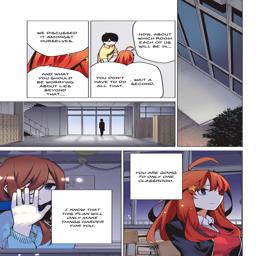 NOW, ABOUT
WHICH ROOM
EACH OF US
WILL BE IN...
WE DISCUSSED
IT AMONGST
OURSELVES.
WAIT A
SECOND.
YOU DON'T
HAVE TO DO
ALL THAT.
AND WHAT
YOU SHOULD
BE WORRYING
ABOUT LIES
BEYOND
THAT...
YOU ARE GOING
TO ONLY ONE
CLASSROOM.
I KNOW THAT
THIS PLAN WILL
ONLY MAKE
THINGS HARDER
FOR YOU.